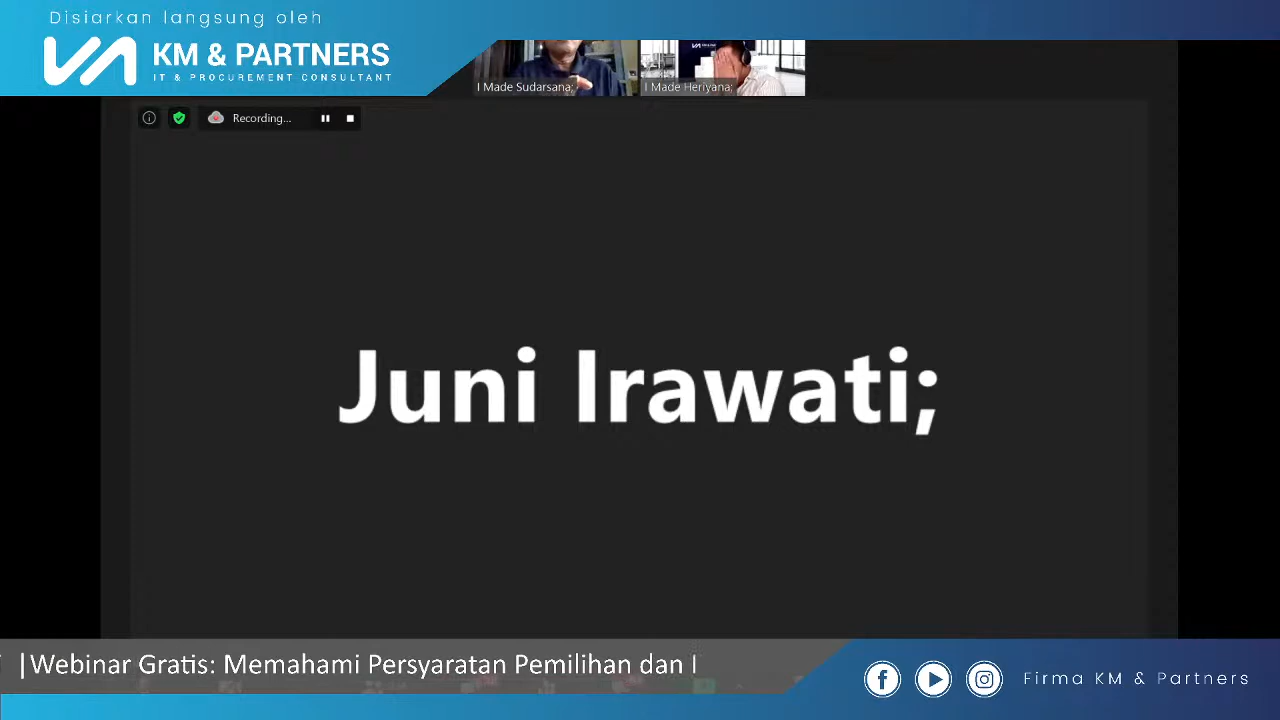 Disiarkan langsung oleh
KM & PARTNERS
IT & PROCUREMENT CONSULTANT
I Made Sudarsana;
I Made Heriyana;
Recording...
Juni Irawati;
|Webinar Gratis: Memahami Persyaratan Pemilihan dan
Firma KM & Partners